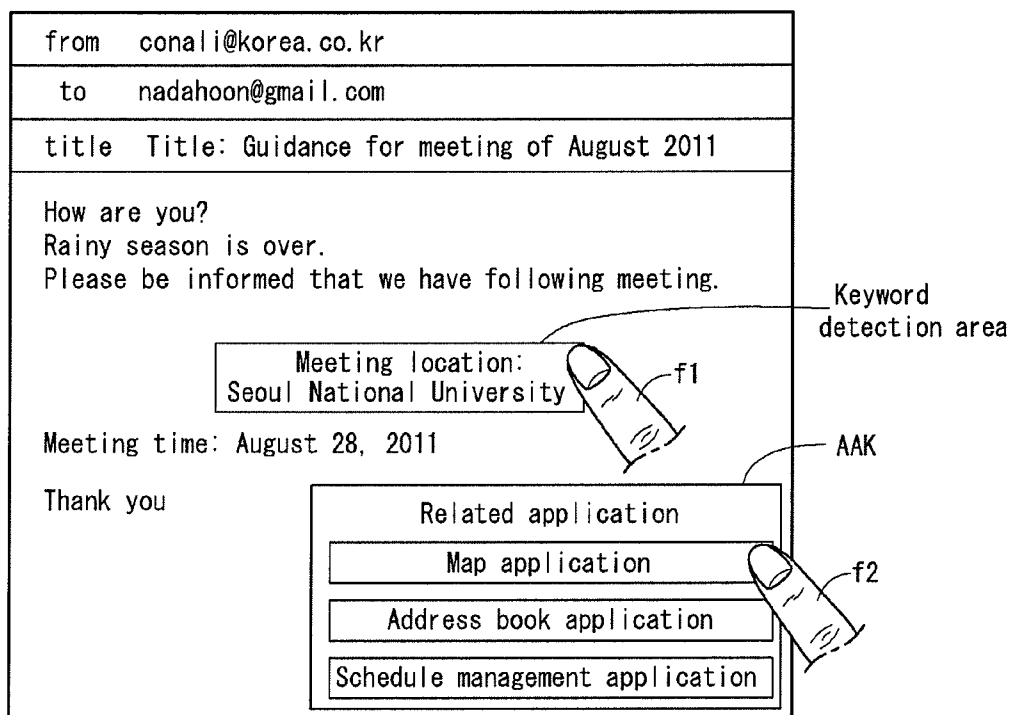 from conali@korea.co.kr
to nadahoon@gmail.com
title Title: Guidance for meeting of August 2011
How are you?
Rainy season is over.
Please be informed that we have following meeting.
Keyword
detection area
Meeting location:
Seoul National University
f1
Meeting time: August 28, 2011
AAK
Thank you
Related application
Map application
f2
Address book application
Schedule management application